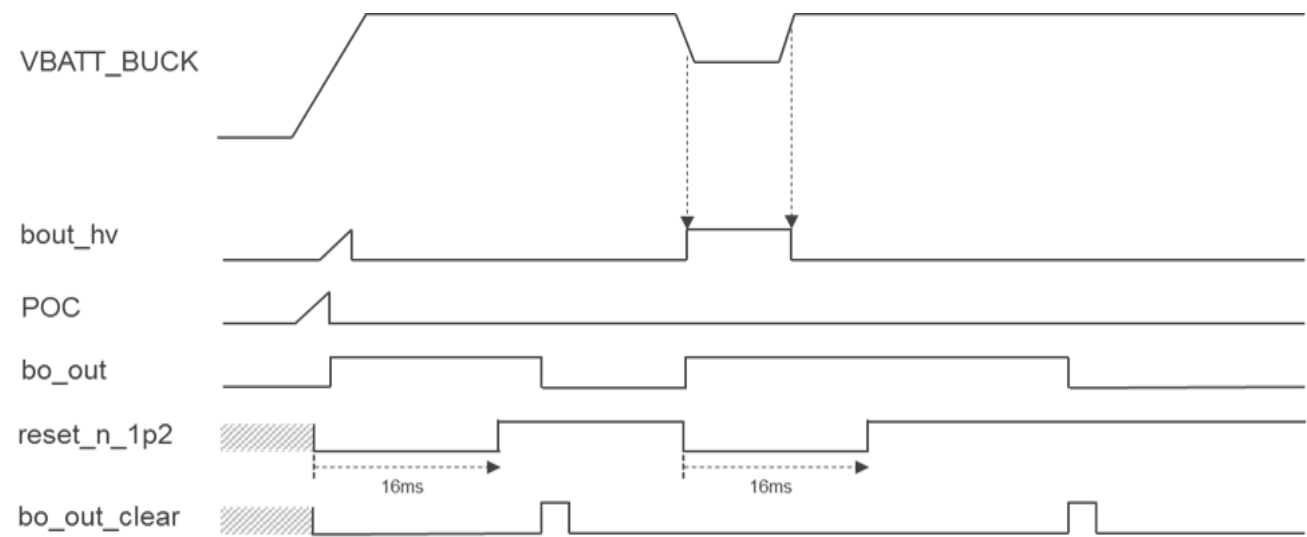 VBATT_BUCK
bout_hv
POC
bo_out
reset_n_1p2
16ms 16ms
bo_out_clear